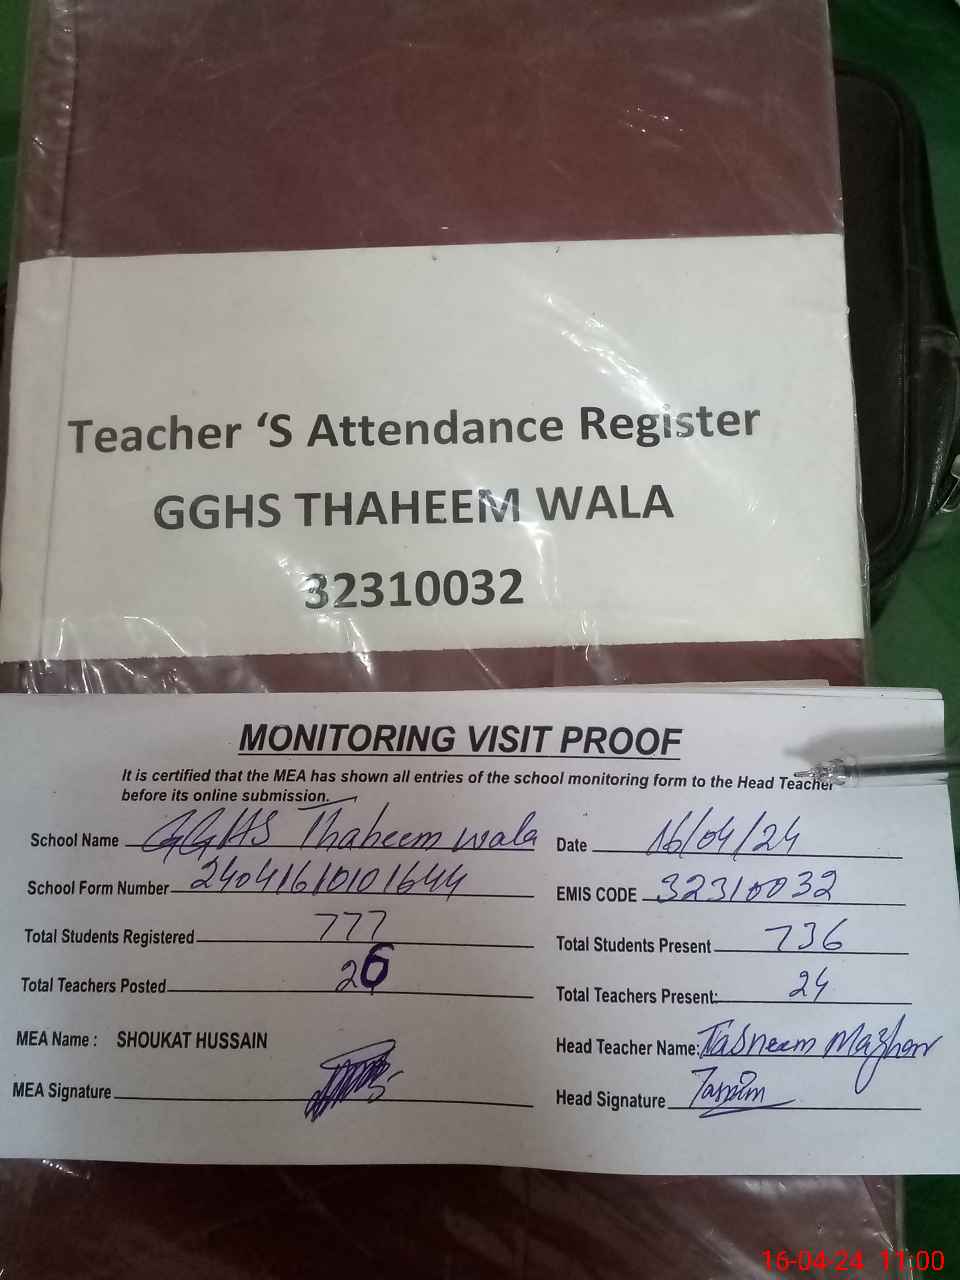 Teacher ‘S Attendance Register
GGHS THAHEEM WALA
32310032
MONITORING VISIT PROOF
It is certified that the MEA has shown all entries of the school monitoring form to the Head Teacher
before its online submission.
School Name GGHS Thaheem wala Date 16/04/24
School Form Number 24041610101644 EMIS CODE 32310032
Total Students Registered 777 Total Students Present 736
Total Teachers Posted 26 Total Teachers Present: 24
MEA Name : SHOUKAT HUSSAIN Head Teacher Name: Tasneem Mazhar
MEA Signature Head Signature
16-04-24 11:00